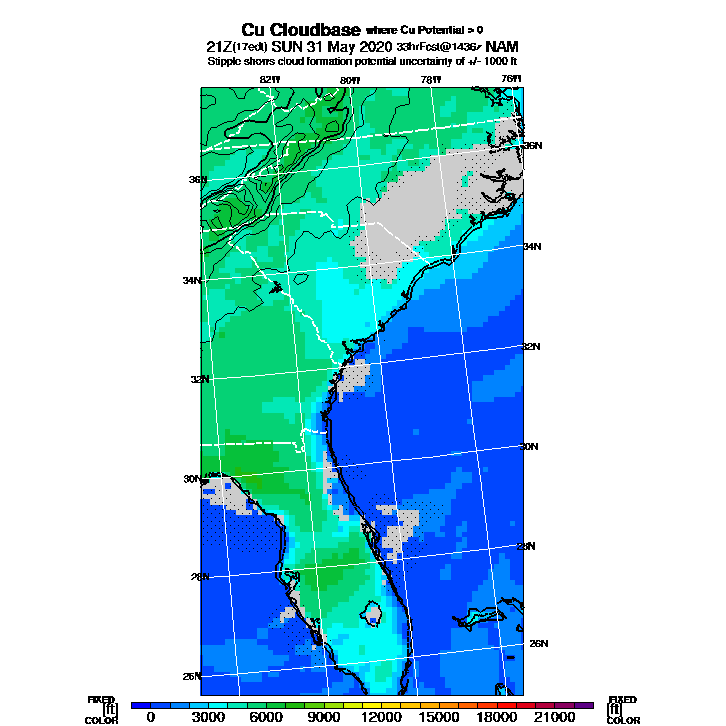 Cu Cloudbase where Cu Potential > 0
21Z(17edt) SUN 31 May 2020 33hrFcst@1436z NAM
Stipple shows cloud formation potential uncertainty of +/- 1000 ft
82W 80W 78W 76W
36N 36N
34N 34N
32N 32N
30N 30N
28N 28N
26N 26N
FIXED FIXED
[ft] [ft]
COLOR COLOR
0 3000 6000 9000 12000 15000 18000 21000